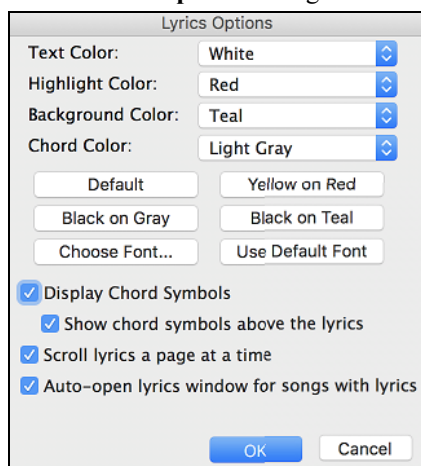 Lyrics Options
Text Color: White
Highlight Color: Red
Background Color: Teal
Chord Color: Light Gray
Default Yellow on Red
Black on Gray Black on Teal
Choose Font... Use Default Font
Display Chord Symbols
Show chord symbols above the lyrics
Scroll lyrics a page at a time
Auto-open lyrics window for songs with lyrics
OK Cancel